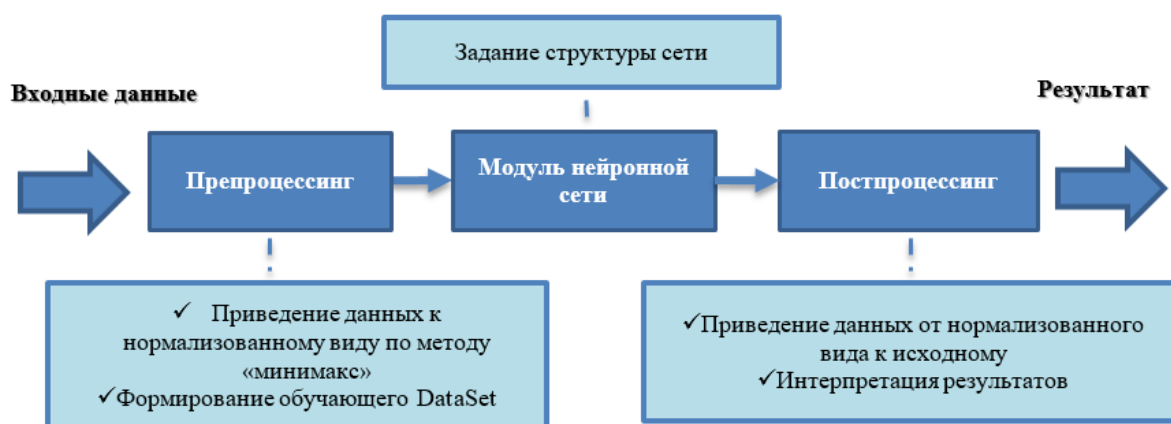 Задание структуры сети
Входные данные
Результат
Препроцессинг
Модуль нейронной
сети
Постпроцессинг
✓ Приведение данных к
нормализованному виду по методу
«минимакс»
✓Формирование обучающего DataSet
✓Приведение данных от нормализованного
вида к исходному
✓Интерпретация результатов